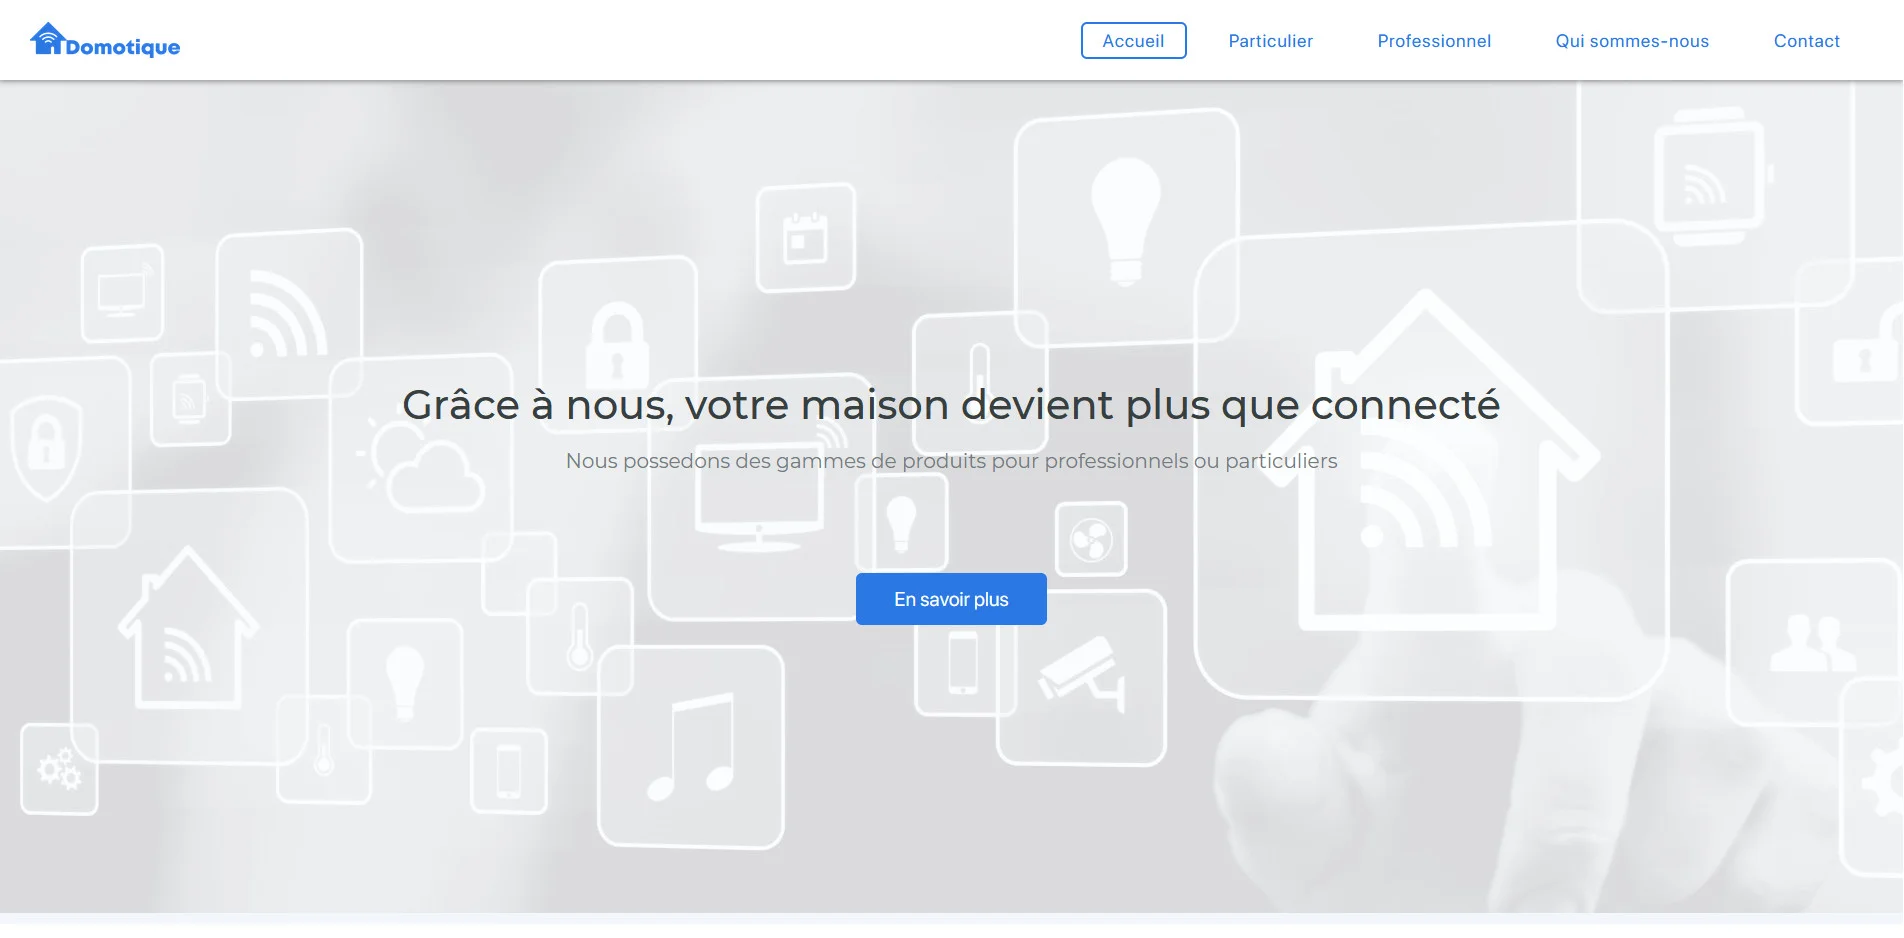 Domotique
Accueil
Particulier
Professionnel
Qui sommes-nous
Contact
Grâce à nous, votre maison devient plus que connecté
Nous possedons des gammes de produits pour professionnels ou particuliers
En savoir plus